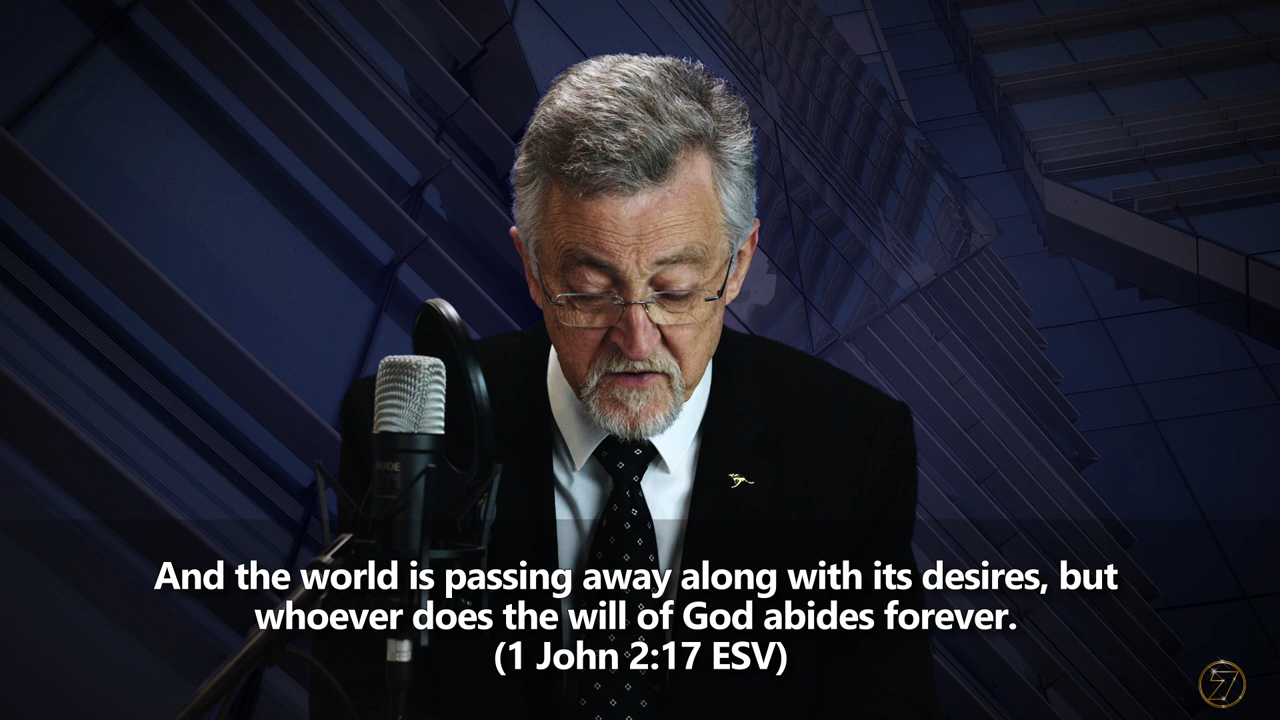 RODE
And the world is passing away along with its desires, but
whoever does the will of God abides forever.
(1 John 2:17 ESV)